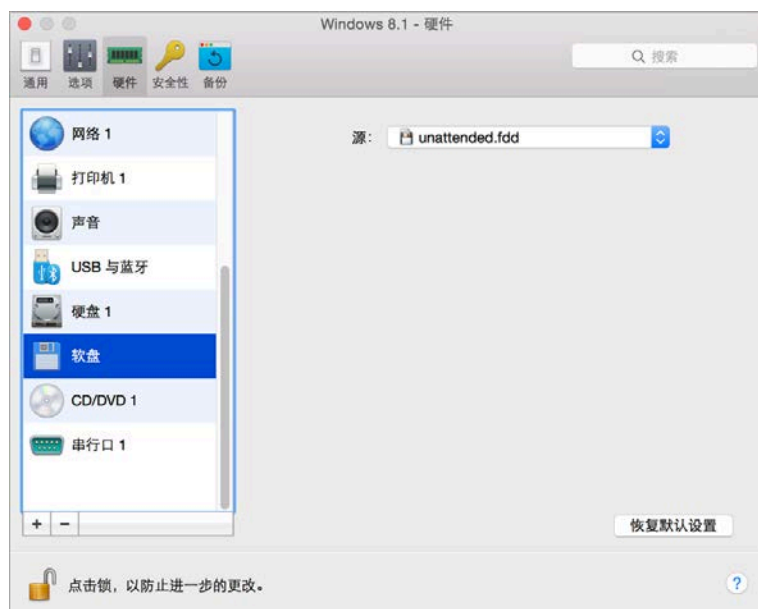 Windows 8.1 - 硬件
通用 选项 硬件 安全性 备份
搜索
网络 1
源: unattended.fdd
打印机 1
声音
USB 与蓝牙
硬盘 1
软盘
CD/DVD 1
串行口 1
+ -
恢复默认设置
点击锁，以防止进一步的更改。
?